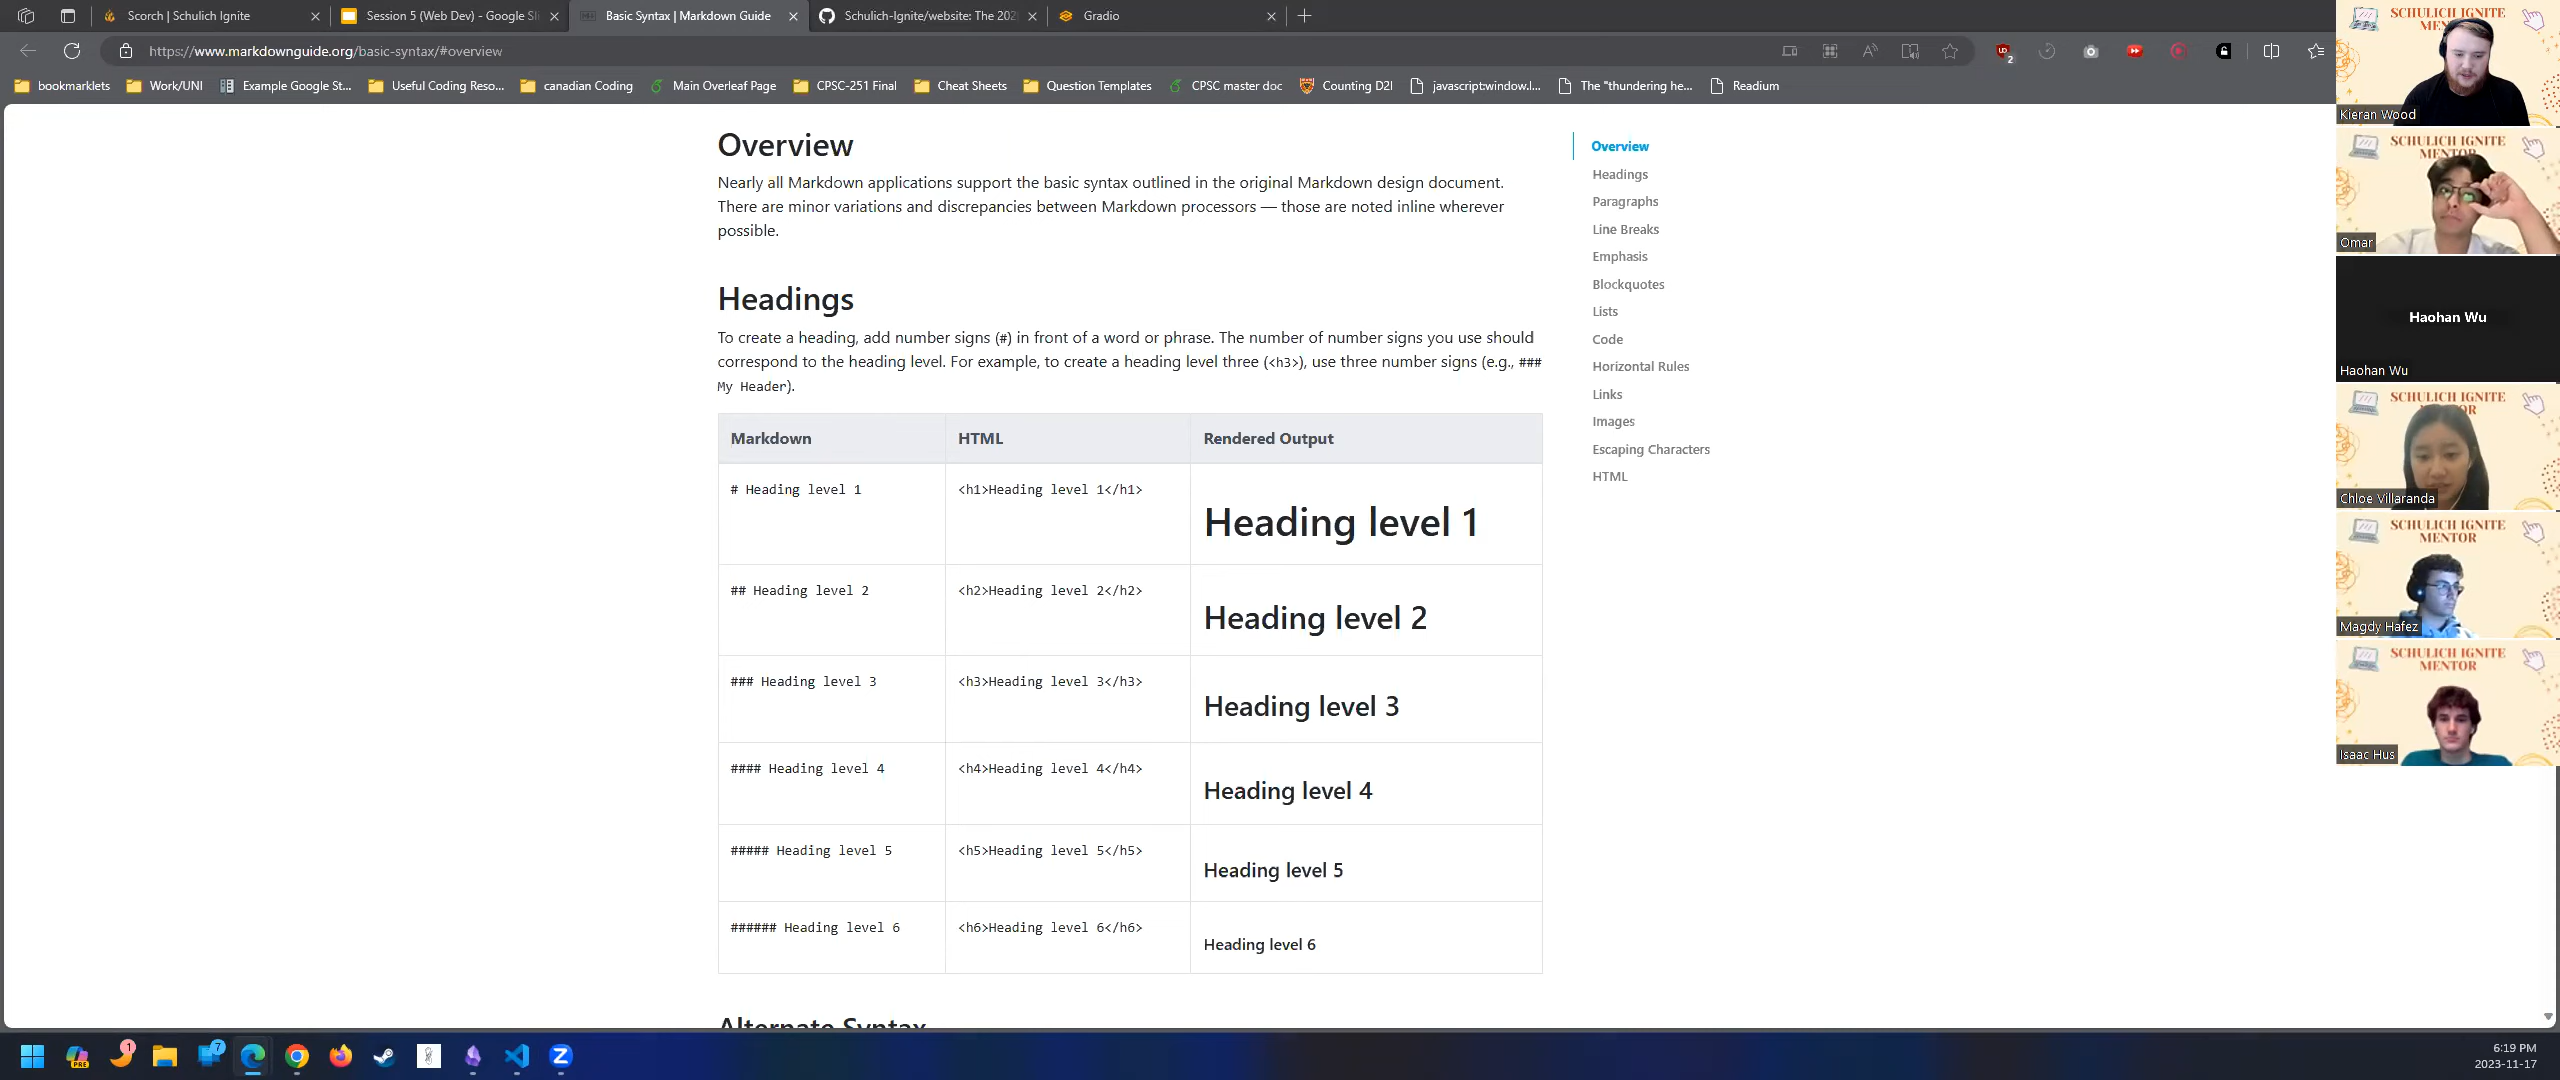 Scorch | Schulich Ignite
Session 5 (Web Dev) - Google Sli
Basic Syntax | Markdown Guide
Schulich-Ignite/website: The 202
Gradio
https://www.markdownguide.org/basic-syntax/#overview
2
bookmarklets
Work/UNI
Example Google St...
Useful Coding Reso...
canadian Coding
Main Overleaf Page
CPSC-251 Final
Cheat Sheets
Question Templates
CPSC master doc
Counting D2l
javascript:window.l...
The "thundering he...
Readium
Overview
Nearly all Markdown applications support the basic syntax outlined in the original Markdown design document.
There are minor variations and discrepancies between Markdown processors — those are noted inline wherever
possible.
Headings
To create a heading, add number signs (#) in front of a word or phrase. The number of number signs you use should
correspond to the heading level. For example, to create a heading level three (<h3>), use three number signs (e.g., ###
My Header).
Markdown HTML Rendered Output
# Heading level 1 <h1>Heading level 1</h1> Heading level 1
## Heading level 2 <h2>Heading level 2</h2> Heading level 2
### Heading level 3 <h3>Heading level 3</h3> Heading level 3
#### Heading level 4 <h4>Heading level 4</h4> Heading level 4
##### Heading level 5 <h5>Heading level 5</h5> Heading level 5
###### Heading level 6 <h6>Heading level 6</h6> Heading level 6
Alternate Syntax
Overview
Headings
Paragraphs
Line Breaks
Emphasis
Blockquotes
Lists
Code
Horizontal Rules
Links
Images
Escaping Characters
HTML
SCHULICH IGNITE
Kieran Wood
SCHULICH IGNITE
MENTOR
Omar
Haohan Wu
Haohan Wu
SCHULICH IGNITE
Chloe Villaranda
SCHULICH IGNITE
MENTOR
Magdy Hafez
SCHULICH IGNITE
MENTOR
Isaac Hus
PRE
1
7
6:19 PM
2023-11-17